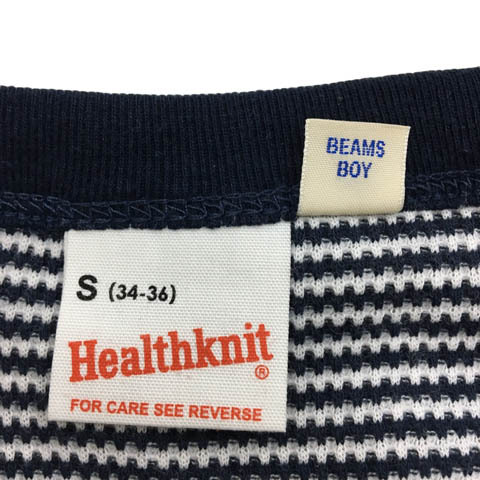 BEAMS
BOY
S (34-36)
Healthknit®
FOR CARE SEE REVERSE